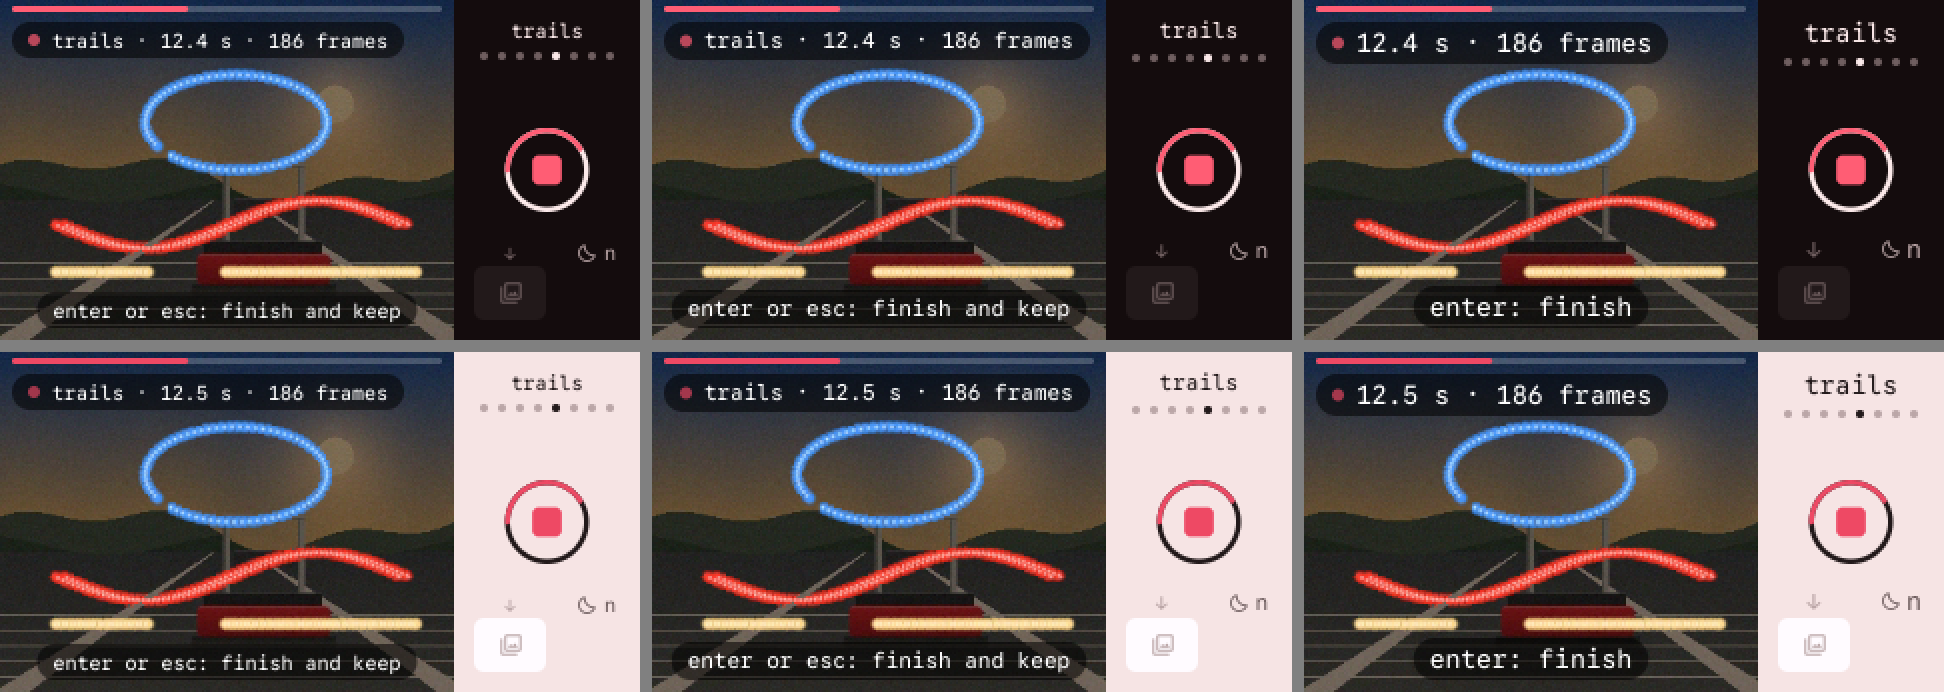 trails · 12.4 s · 186 frames
trails
n
enter or esc: finish and keep
trails · 12.4 s · 186 frames
trails
n
enter or esc: finish and keep
12.4 s · 186 frames
trails
n
enter: finish
trails · 12.5 s · 186 frames
trails
n
enter or esc: finish and keep
trails · 12.5 s · 186 frames
trails
n
enter or esc: finish and keep
12.5 s · 186 frames
trails
n
enter: finish